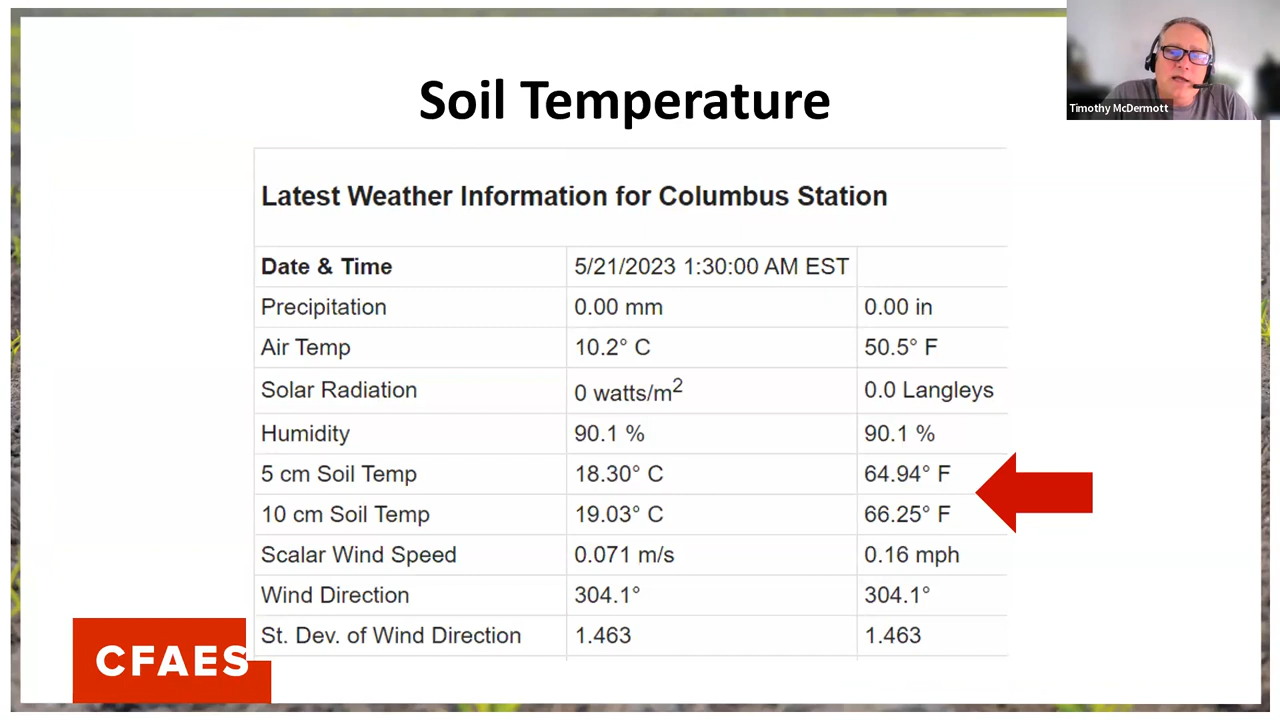 Soil Temperature
Timothy McDermott
Latest Weather Information for Columbus Station
Date & Time 5/21/2023 1:30:00 AM EST
Precipitation 0.00 mm 0.00 in
Air Temp 10.2° C 50.5° F
Solar Radiation 0 watts/m² 0.0 Langleys
Humidity 90.1 % 90.1 %
5 cm Soil Temp 18.30° C 64.94° F
10 cm Soil Temp 19.03° C 66.25° F
Scalar Wind Speed 0.071 m/s 0.16 mph
Wind Direction 304.1° 304.1°
St. Dev. of Wind Direction 1.463 1.463
CFAES